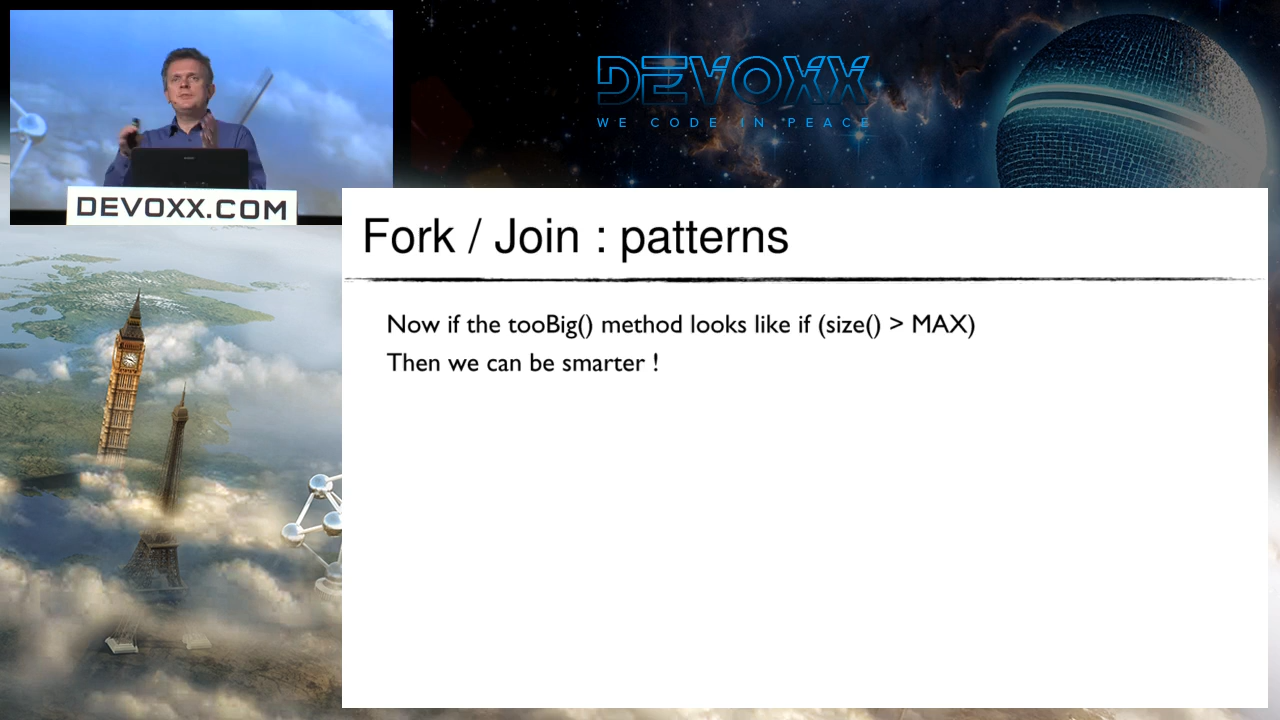 DEVOXX
WE CODE IN PEACE
DEVOXX.COM
Fork / Join : patterns
Now if the tooBig() method looks like if (size() > MAX)
Then we can be smarter !